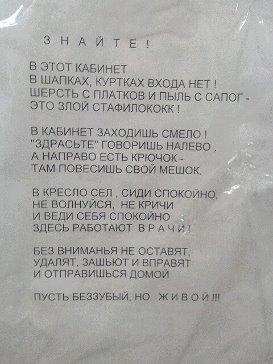 З Н А Й Т Е !
В ЭТОТ КАБИНЕТ
В ШАПКАХ, КУРТКАХ ВХОДА НЕТ !
ШЕРСТЬ С ПЛАТКОВ И ПЫЛЬ С САПОГ -
ЭТО ЗЛОЙ СТАФИЛОКОКК !
В КАБИНЕТ ЗАХОДИШЬ СМЕЛО !
"ЗДРАСЬТЕ" ГОВОРИШЬ НАЛЕВО ,
А НАПРАВО ЕСТЬ КРЮЧОК -
ТАМ ПОВЕСИШЬ СВОЙ МЕШОК.
В КРЕСЛО СЕЛ , СИДИ СПОКОЙНО,
НЕ ВОЛНУЙСЯ, НЕ КРИЧИ
И ВЕДИ СЕБЯ СПОКОЙНО
ЗДЕСЬ РАБОТАЮТ В Р А Ч И !
БЕЗ ВНИМАНЬЯ НЕ ОСТАВЯТ,
УДАЛЯТ, ЗАШЬЮТ И ВПРАВЯТ
И ОТПРАВИШЬСЯ ДОМОЙ
ПУСТЬ БЕЗЗУБЫЙ, НО Ж И В О Й !!!